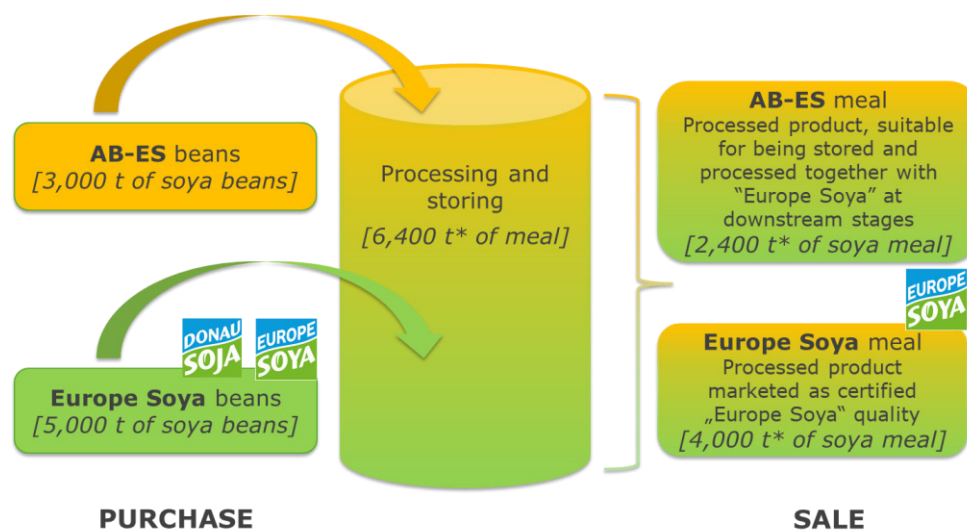 AB-ES beans
[3,000 t of soya beans]
DONAU
SOJA
EUROPE
SOYA
Europe Soya beans
[5,000 t of soya beans]
PURCHASE
Processing and
storing
[6,400 t* of meal]
AB-ES meal
Processed product, suitable
for being stored and
processed together with
“Europe Soya” at
downstream stages
[2,400 t* of soya meal]
EUROPE
SOYA
Europe Soya meal
Processed product
marketed as certified
„Europe Soya“ quality
[4,000 t* of soya meal]
SALE